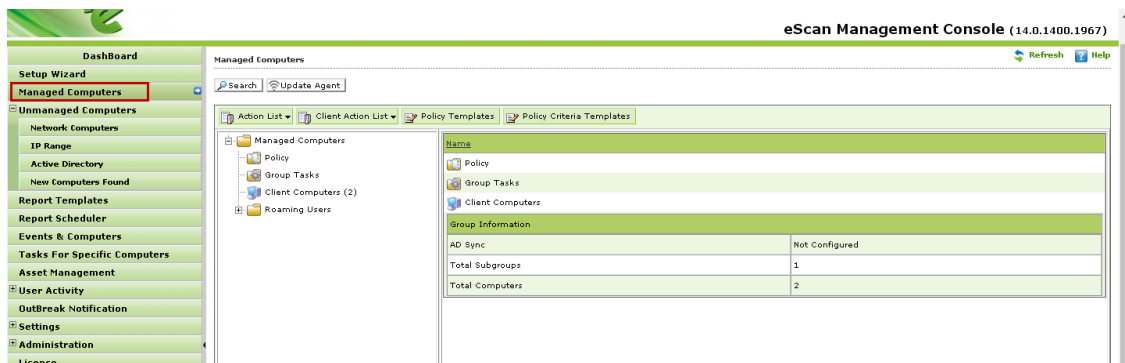 eScan Management Console (14.0.1400.1967)
DashBoard
Setup Wizard
Managed Computers
Unmanaged Computers
Network Computers
IP Range
Active Directory
New Computers Found
Report Templates
Report Scheduler
Events & Computers
Tasks For Specific Computers
Asset Management
User Activity
OutBreak Notification
Settings
Administration
License
Managed Computers
Refresh Help
Search Update Agent
Action List Client Action List Policy Templates Policy Criteria Templates
Managed Computers
Policy
Group Tasks
Client Computers (2)
Roaming Users
Name
Policy
Group Tasks
Client Computers
Group Information
AD Sync Not Configured
Total Subgroups 1
Total Computers 2